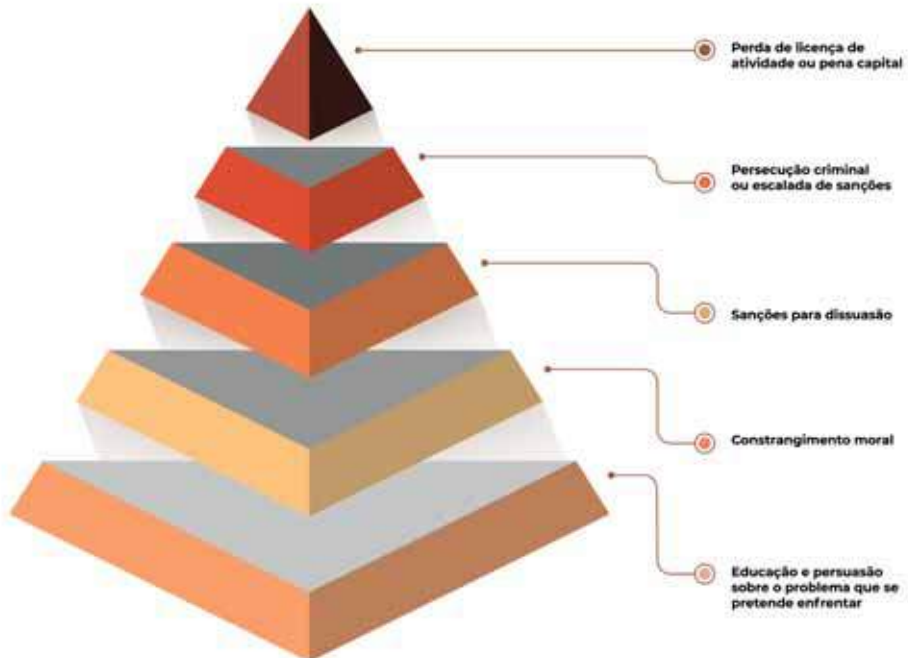 Perda de licença de
atividade ou pena capital
Persecução criminal
ou escalada de sanções
Sanções para dissuasão
Constrangimento moral
Educação e persuasão
sobre o problema que se
pretende enfrentar